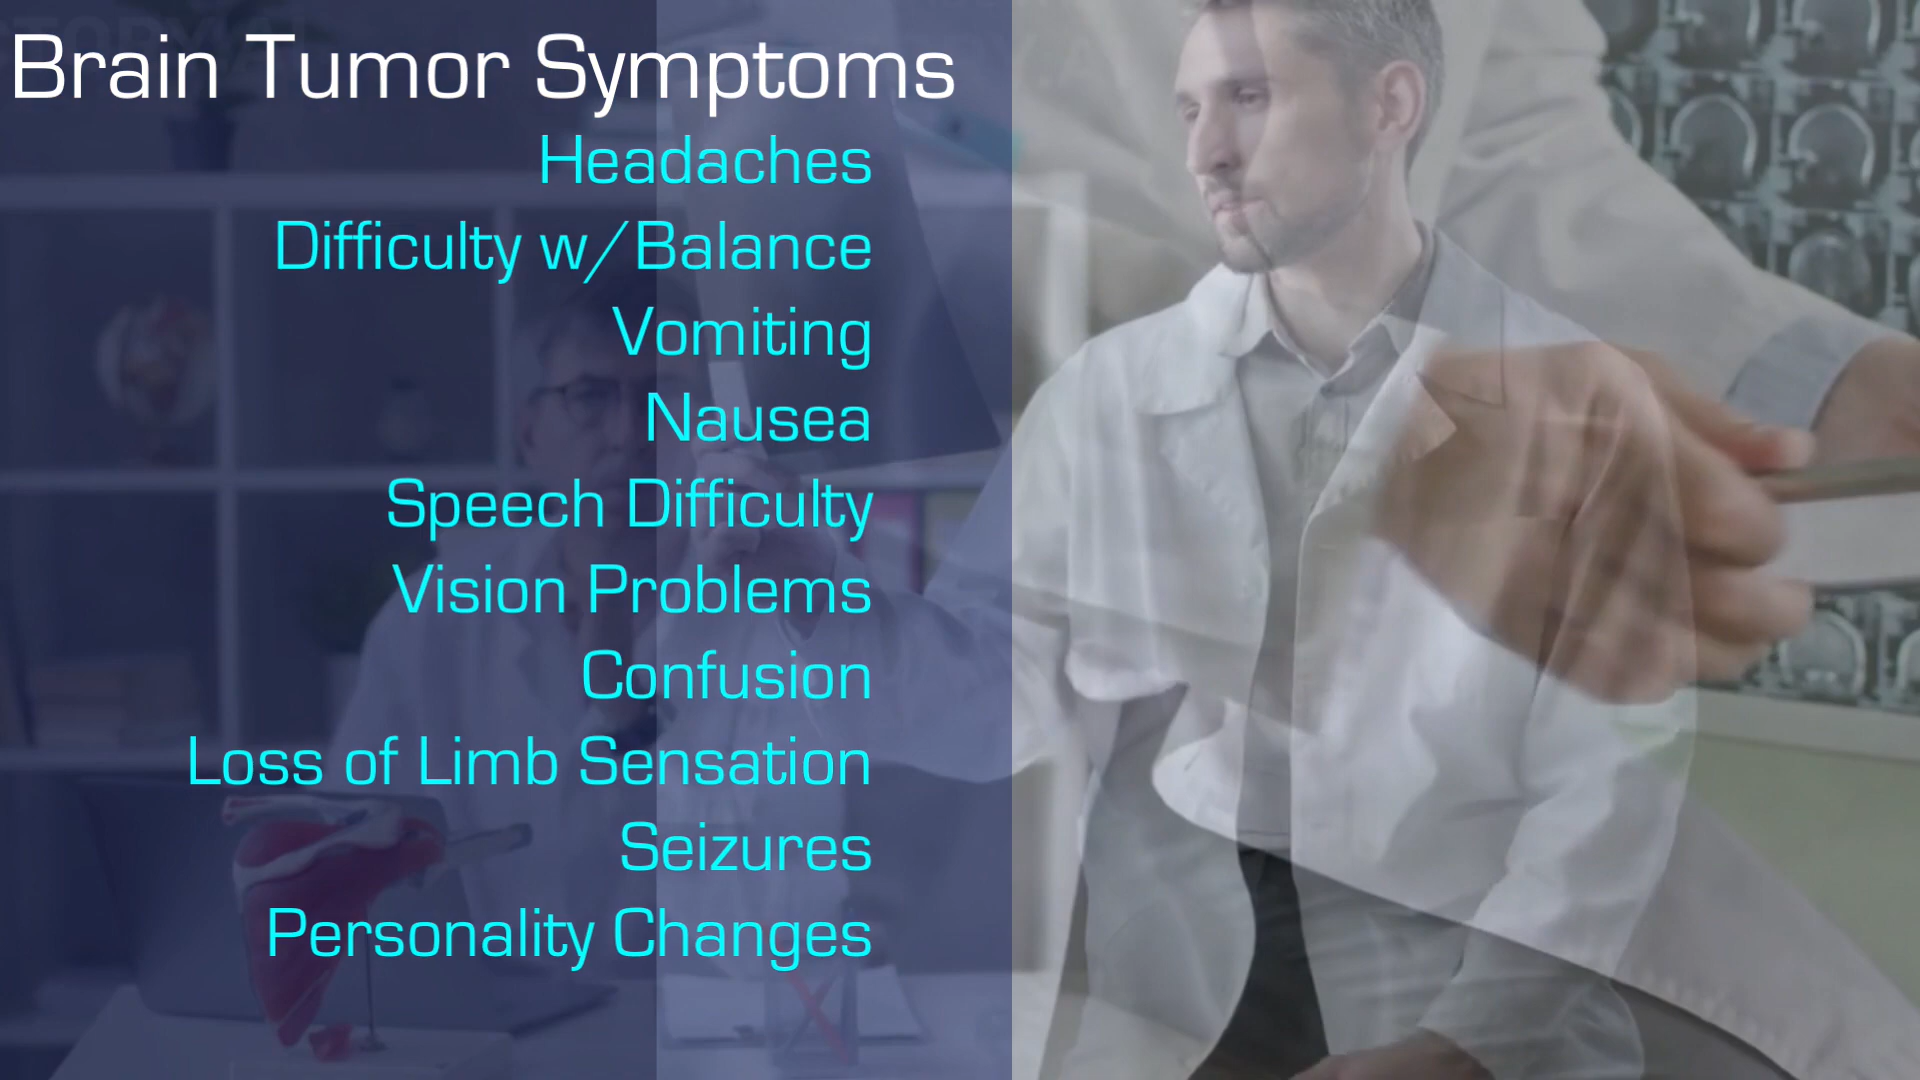 Brain Tumor Symptoms
Headaches
Difficulty w/Balance
Vomiting
Nausea
Speech Difficulty
Vision Problems
Confusion
Loss of Limb Sensation
Seizures
Personality Changes